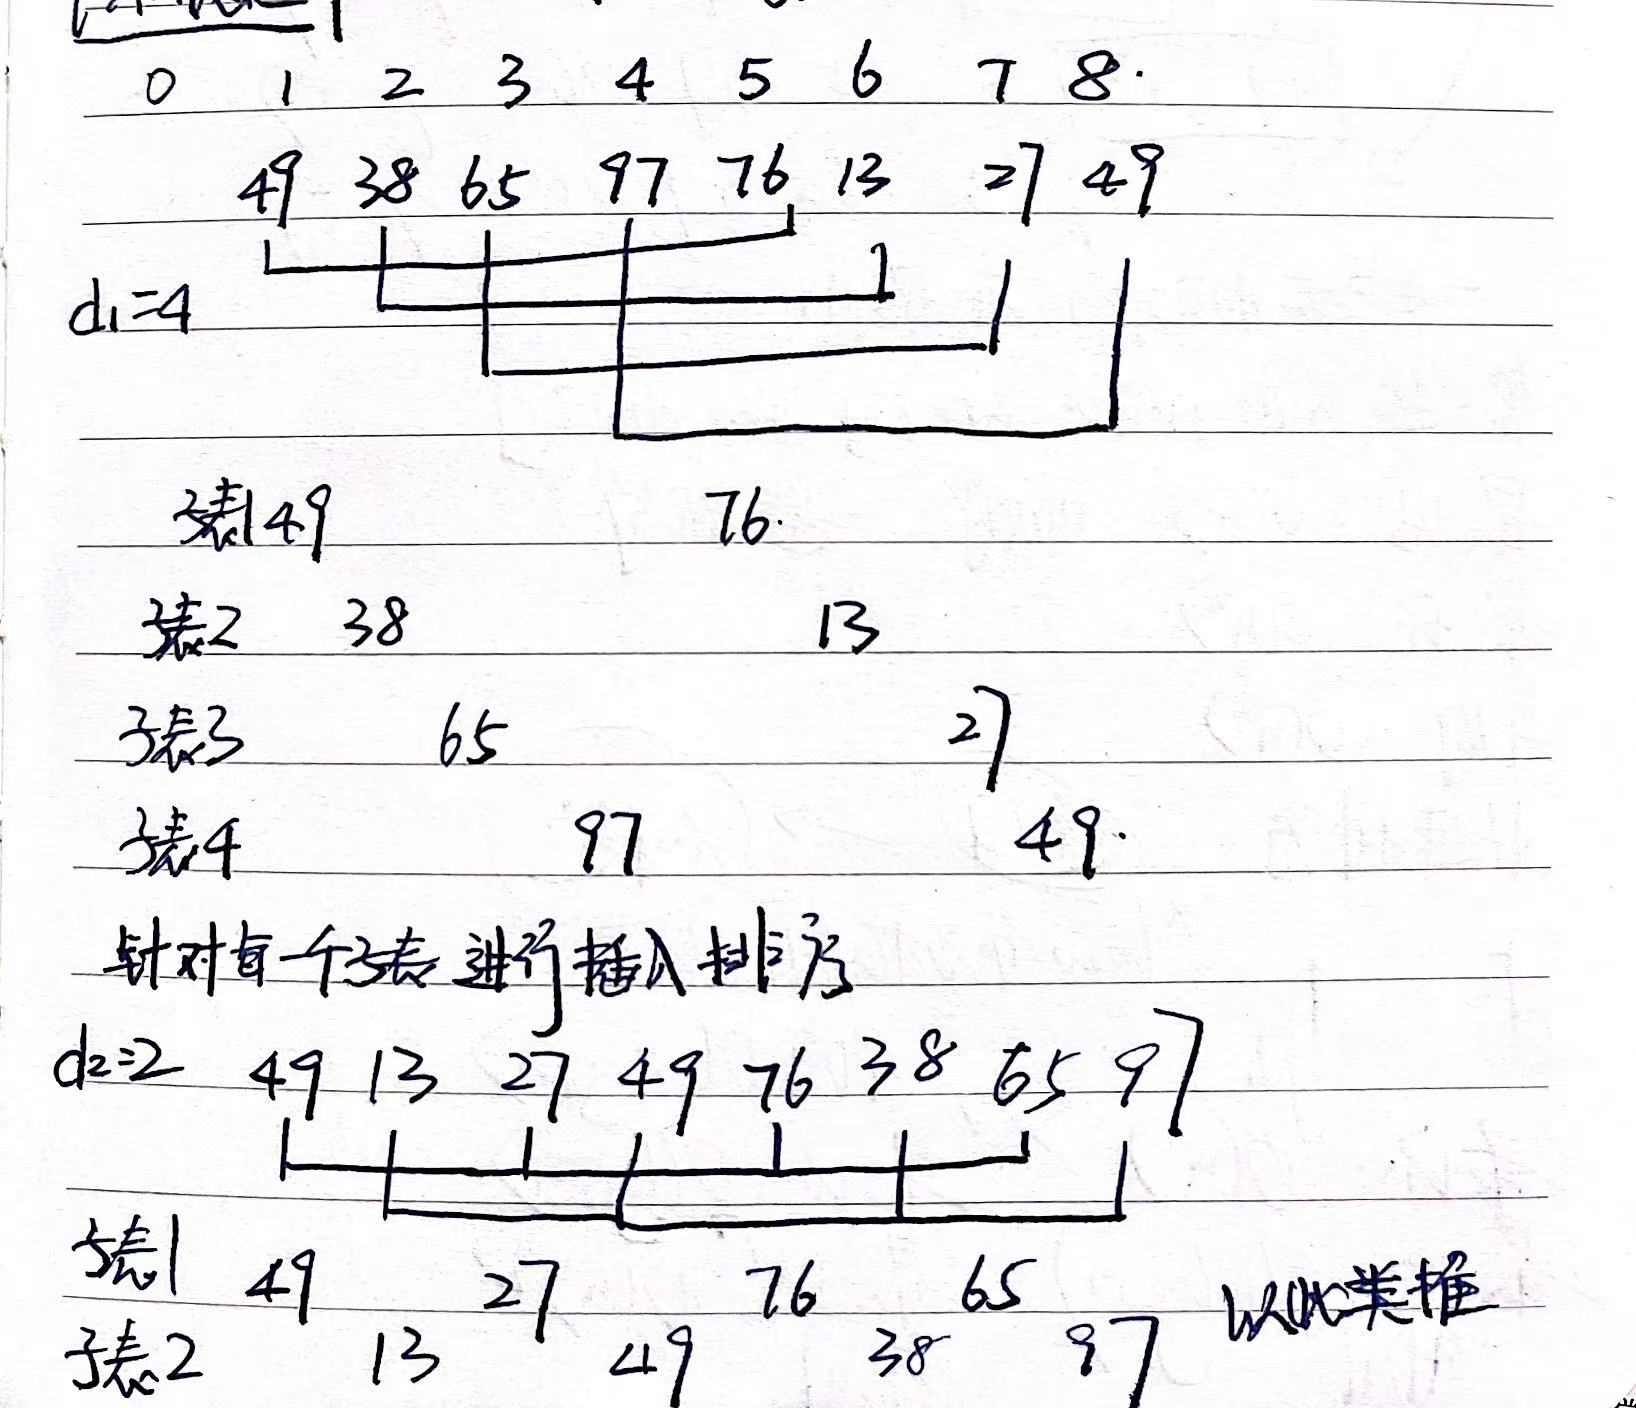 0 1 2 3 4 5 6 7 8.
49 38 65 97 76 13 27 49
d1=4
子表1 49 76.
子表2 38 13
子表3 65 27
子表4 97 49.
针对每一个子表进行插入排序
d2=2 49 13 27 49 76 38 65 97
子表1 49 27 76 65 以此类推
子表2 13 49 38 97